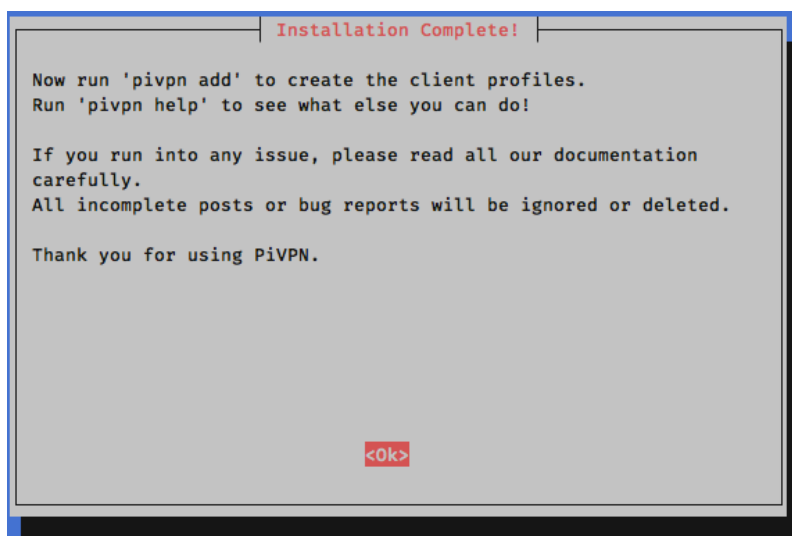 Installation Complete!
Now run 'pivpn add' to create the client profiles.
Run 'pivpn help' to see what else you can do!
If you run into any issue, please read all our documentation
carefully.
All incomplete posts or bug reports will be ignored or deleted.
Thank you for using PiVPN.
<Ok>